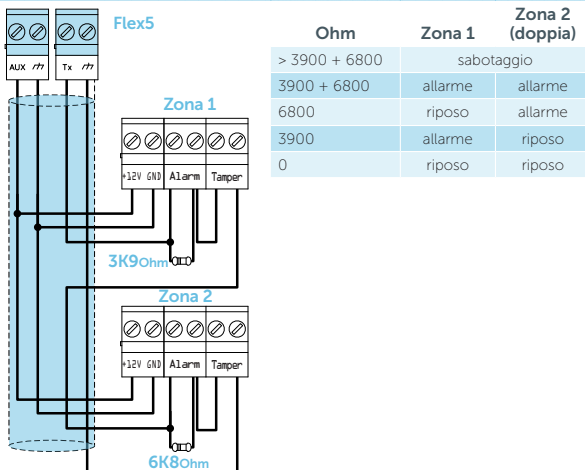 Flex5
AUX Tx
Zona 1
+12V GND Alarm Tamper
3K9Ohm
Zona 2
+12V GND Alarm Tamper
6K8Ohm
Ohm Zona 1 Zona 2 (doppia)
> 3900 + 6800 sabotaggio
3900 + 6800 allarme allarme
6800 riposo allarme
3900 allarme riposo
0 riposo riposo